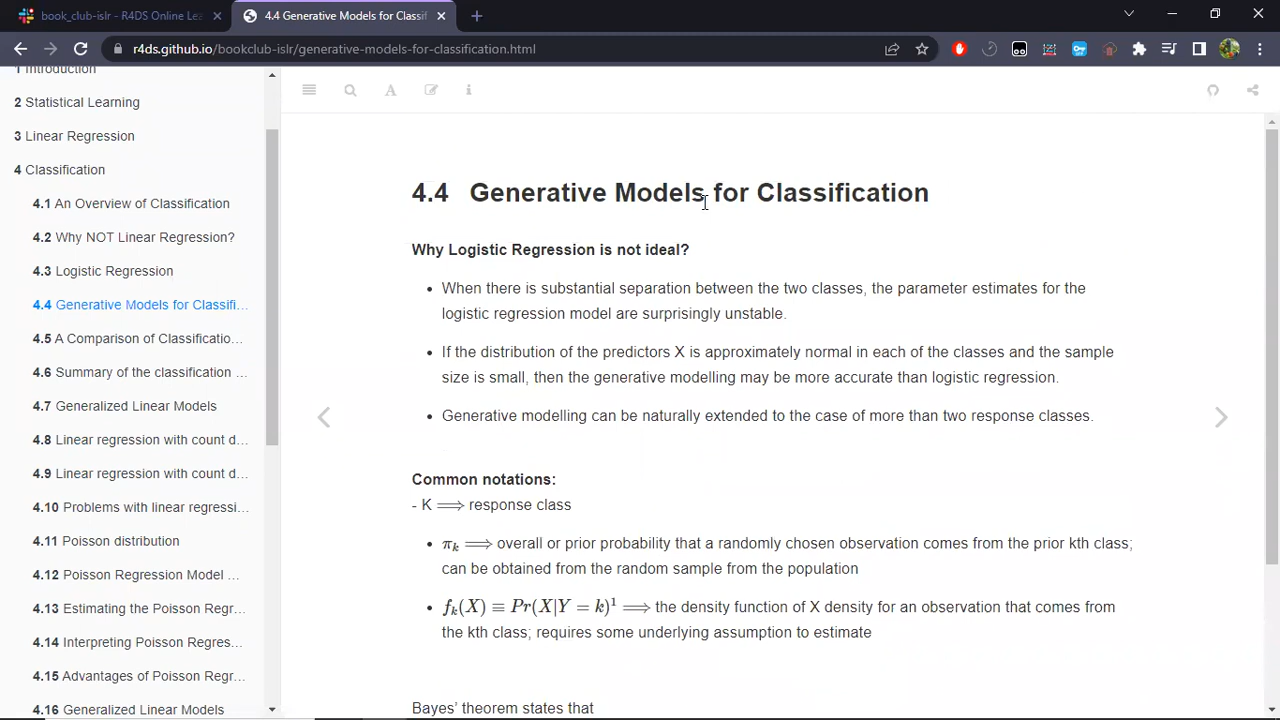 book_club-islr - R4DS Online Lea
4.4 Generative Models for Classif
r4ds.github.io/bookclub-islr/generative-models-for-classification.html
1 Introduction
2 Statistical Learning
3 Linear Regression
4 Classification
4.1 An Overview of Classification
4.2 Why NOT Linear Regression?
4.3 Logistic Regression
4.4 Generative Models for Classifi...
4.5 A Comparison of Classificatio...
4.6 Summary of the classification ...
4.7 Generalized Linear Models
4.8 Linear regression with count d...
4.9 Linear regression with count d...
4.10 Problems with linear regressi...
4.11 Poisson distribution
4.12 Poisson Regression Model ...
4.13 Estimating the Poisson Regr...
4.14 Interpreting Poisson Regres...
4.15 Advantages of Poisson Regr...
4.16 Generalized Linear Models
4.4 Generative Models for Classification
Why Logistic Regression is not ideal?
• When there is substantial separation between the two classes, the parameter estimates for the
logistic regression model are surprisingly unstable.
• If the distribution of the predictors X is approximately normal in each of the classes and the sample
size is small, then the generative modelling may be more accurate than logistic regression.
• Generative modelling can be naturally extended to the case of more than two response classes.
Common notations:
- K ⟹ response class
• πₖ ⟹ overall or prior probability that a randomly chosen observation comes from the prior kth class;
can be obtained from the random sample from the population
• fₖ(X) ≡ Pr(X|Y = k)¹ ⟹ the density function of X density for an observation that comes from
the kth class; requires some underlying assumption to estimate
Bayes' theorem states that